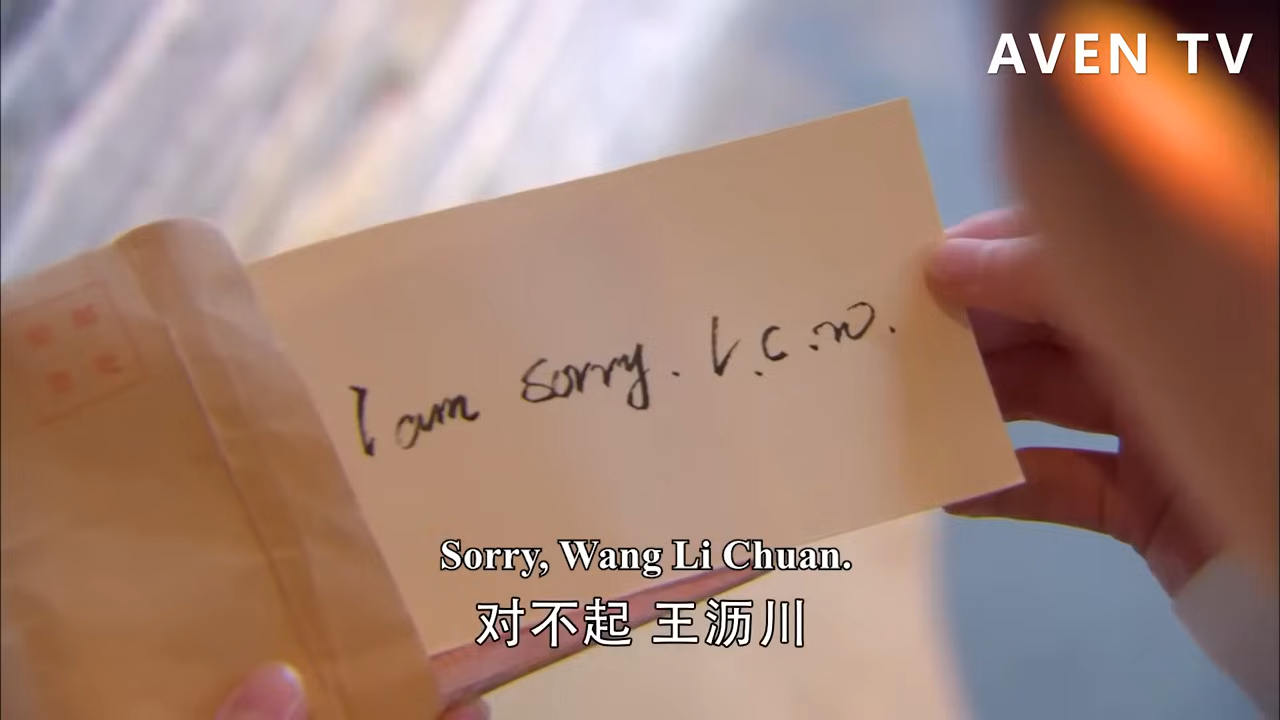 AVEN TV
I am sorry. L.C.W.
Sorry, Wang Li Chuan.
对不起 王沥川